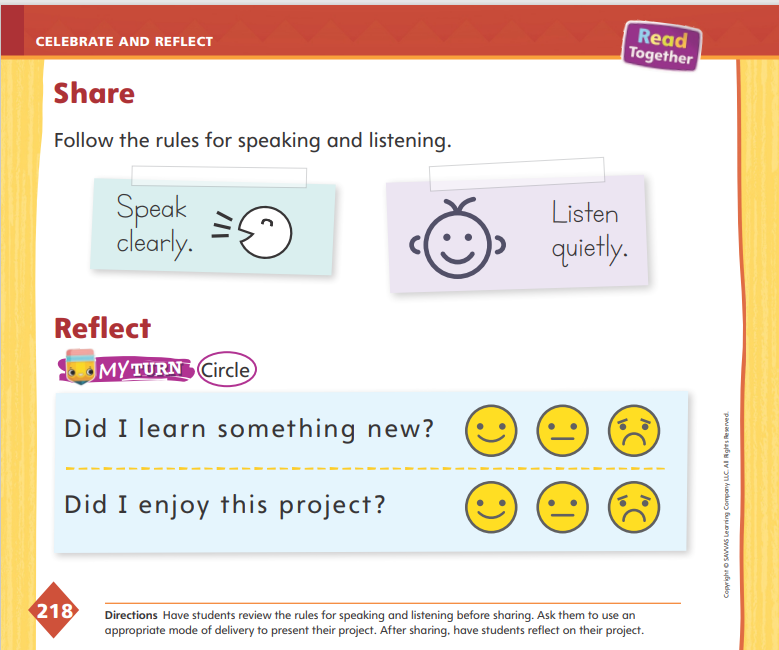 CELEBRATE AND REFLECT
Read
Together
Share
Follow the rules for speaking and listening.
Speak
clearly.
Listen
quietly.
Reflect
MY TURN Circle
Did I learn something new?
Did I enjoy this project?
Copyright © SAVVAS Learning Company LLC. All Rights Reserved.
218
Directions Have students review the rules for speaking and listening before sharing. Ask them to use an
appropriate mode of delivery to present their project. After sharing, have students reflect on their project.